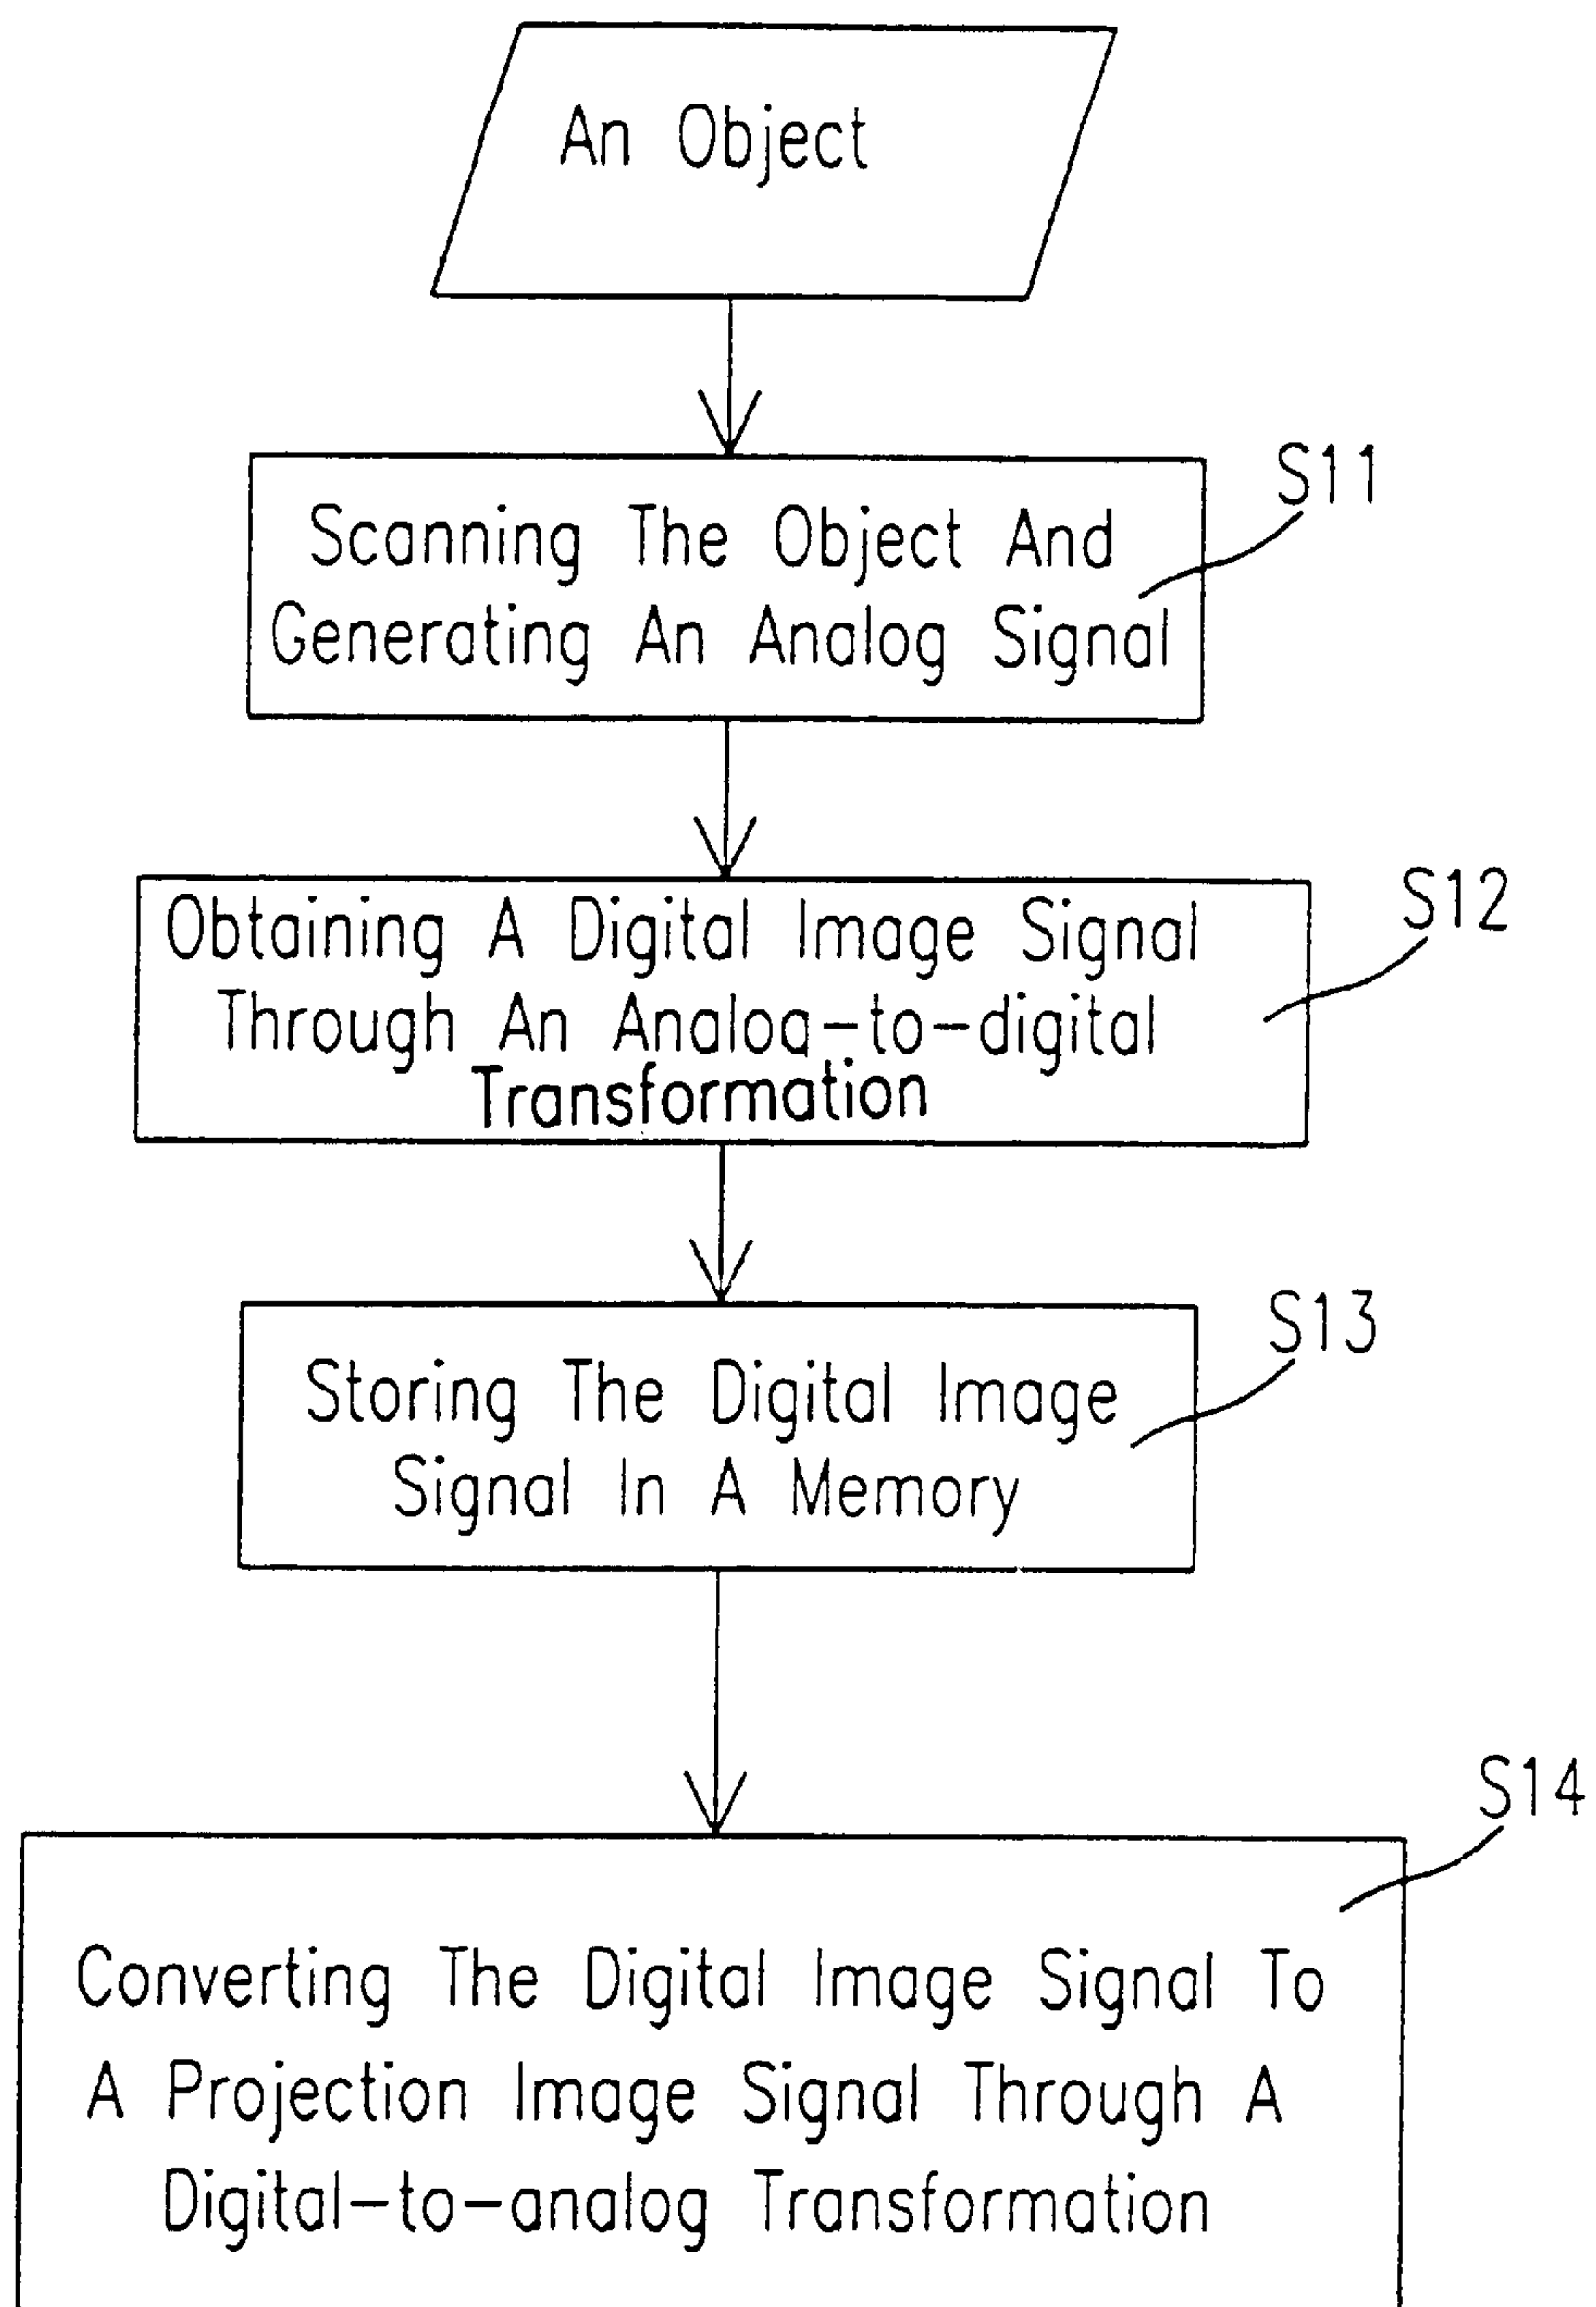 An Object
S11
Scanning The Object And
Generating An Analog Signal
S12
Obtaining A Digital Image Signal
Through An Analog-to-digital
Transformation
S13
Storing The Digital Image
Signal In A Memory
S14
Converting The Digital Image Signal To
A Projection Image Signal Through A
Digital-to-analog Transformation